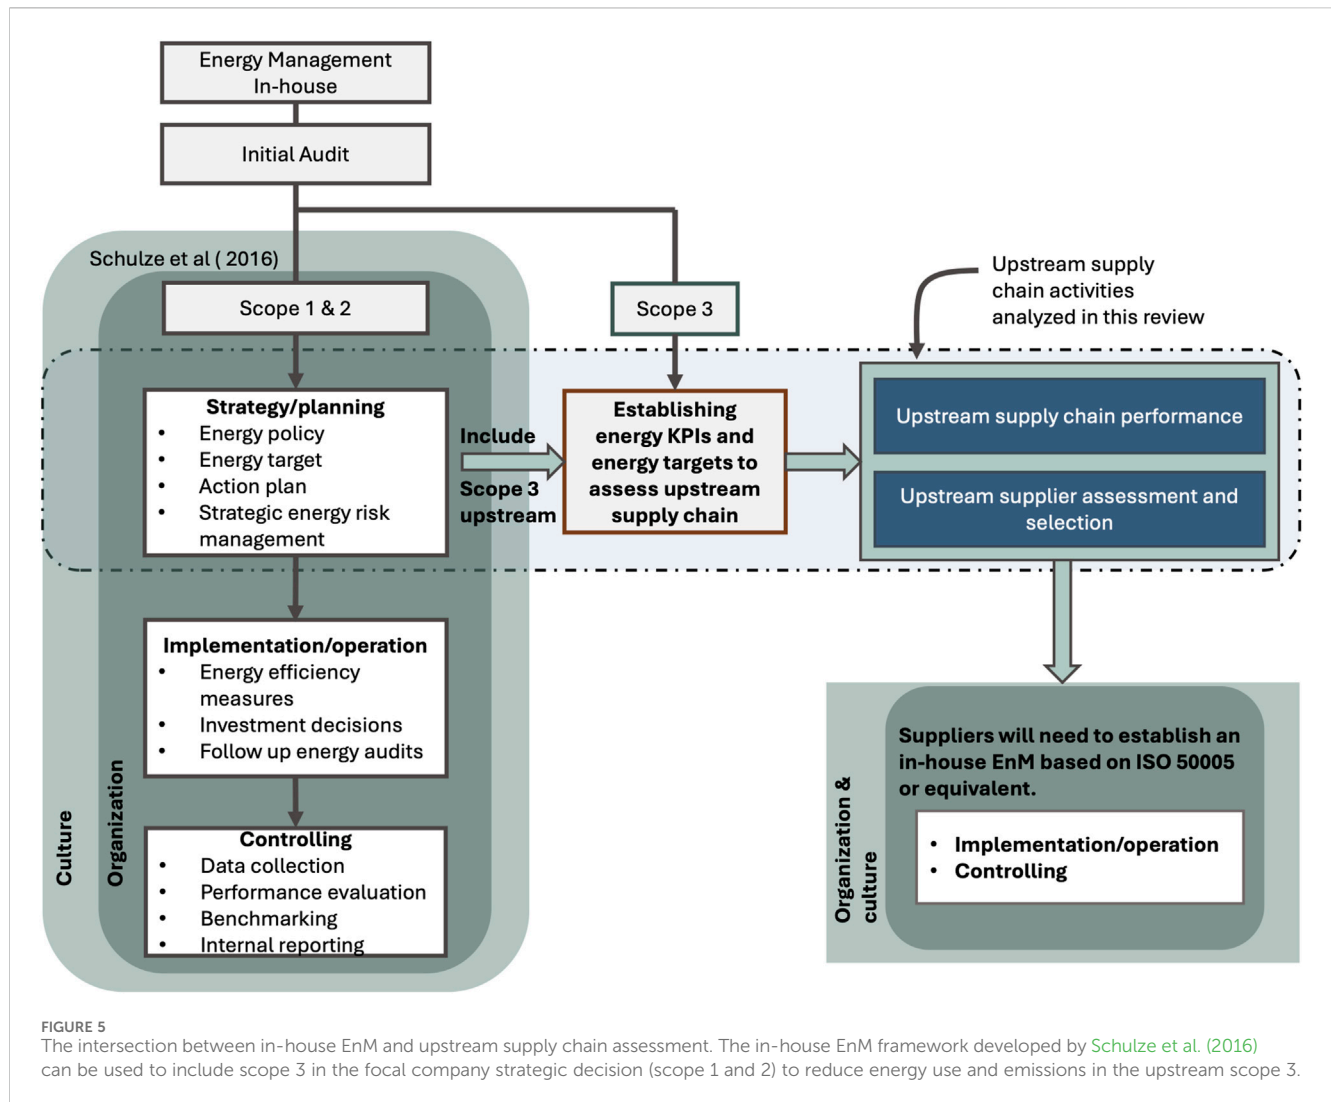 Energy Management
In-house
Initial Audit
Schulze et al ( 2016)
Scope 1 & 2
Scope 3
Upstream supply
chain activities
analyzed in this review
Strategy/planning
• Energy policy
• Energy target
• Action plan
• Strategic energy risk
management
Include
Scope 3
upstream
Establishing
energy KPIs and
energy targets to
assess upstream
supply chain
Upstream supply chain performance
Upstream supplier assessment and
selection
Implementation/operation
• Energy efficiency
measures
• Investment decisions
• Follow up energy audits
Controlling
• Data collection
• Performance evaluation
• Benchmarking
• Internal reporting
Culture
Organization
Organization &
culture
Suppliers will need to establish an
in-house EnM based on ISO 50005
or equivalent.
• Implementation/operation
• Controlling
FIGURE 5
The intersection between in-house EnM and upstream supply chain assessment. The in-house EnM framework developed by Schulze et al. (2016)
can be used to include scope 3 in the focal company strategic decision (scope 1 and 2) to reduce energy use and emissions in the upstream scope 3.